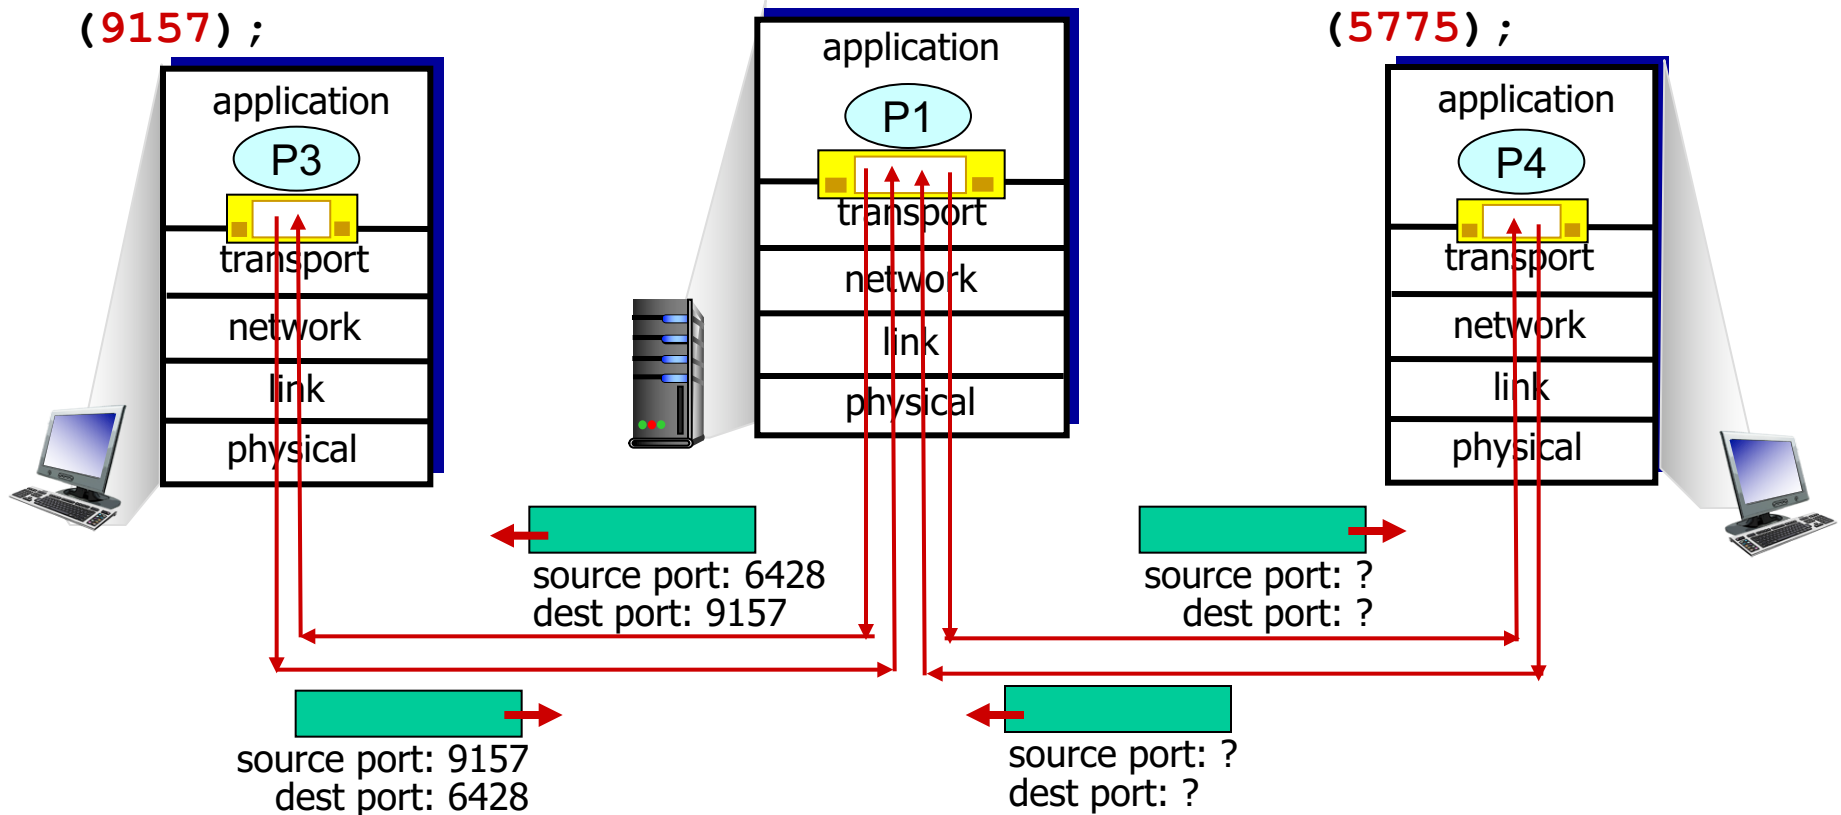 (9157);
application
P3
transport
network
link
physical
application
P1
transport
network
link
physical
(5775);
application
P4
transport
network
link
physical
source port: 6428
dest port: 9157
source port: ?
dest port: ?
source port: 9157
dest port: 6428
source port: ?
dest port: ?